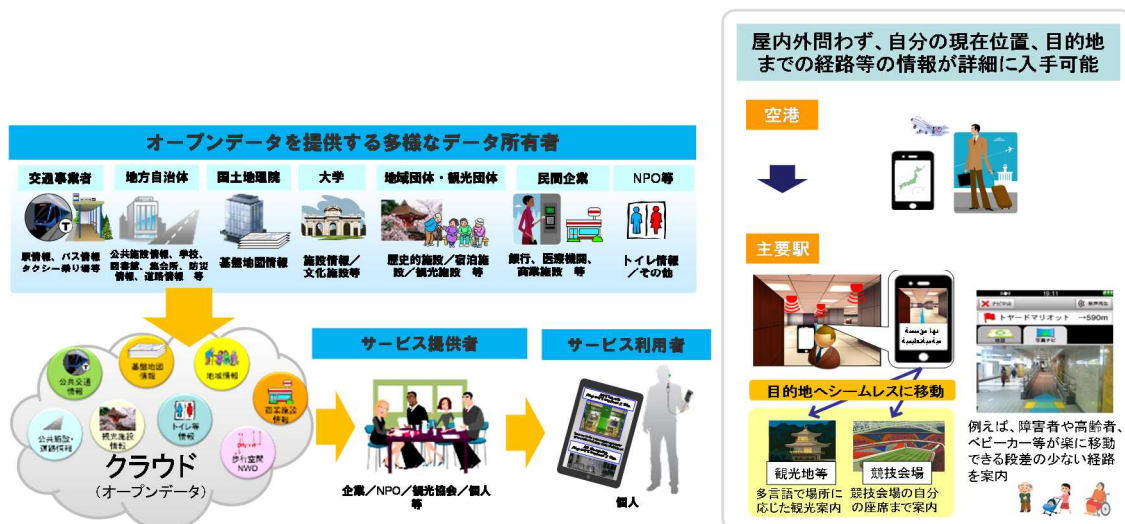 オープンデータを提供する多様なデータ所有者
交通事業者
駅情報、バス情報
タクシー乗り場等
地方自治体
公共施設情報、学校、
図書館、集会所、防災
情報、道路情報 等
国土地理院
基盤地図情報
大学
施設情報/
文化施設等
地域団体・観光団体
歴史的施設/宿泊施
設/観光施設 等
民間企業
銀行、医療機関、
商業施設 等
NPO等
トイレ情報
/その他
公共交通
情報
基盤地図
情報
地域情報
商業施設
情報
公共施設・
道路情報
観光施設
情報
トイレ等
情報
歩行空間
NWD
クラウド
(オープンデータ)
サービス提供者
企業/NPO/観光協会/個人
等
サービス利用者
個人
屋内外問わず、自分の現在位置、目的地
までの経路等の情報が詳細に入手可能
空港
主要駅
19:11
トヤードマリオット →590m
地図
写真ナビ
目的地へシームレスに移動
観光地等
多言語で場所に
応じた観光案内
競技会場
競技会場の自分
の座席まで案内
例えば、障害者や高齢者、
ベビーカー等が楽に移動
できる段差の少ない経路
を案内